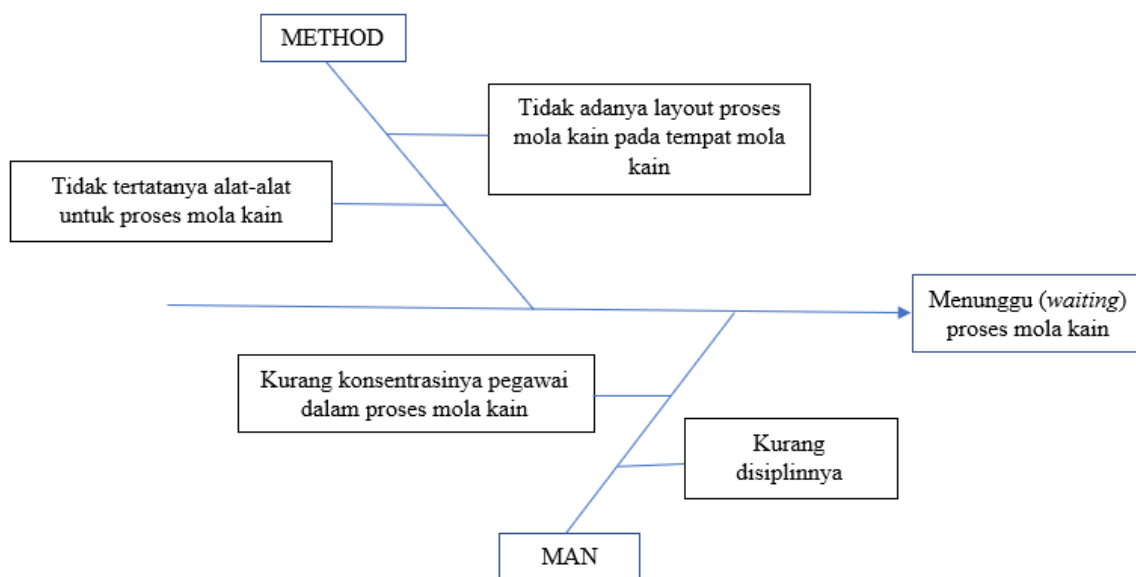 METHOD
Tidak adanya layout proses
mola kain pada tempat mola
kain
Tidak tertatanya alat-alat
untuk proses mola kain
Menunggu (waiting)
proses mola kain
Kurang konsentrasinya pegawai
dalam proses mola kain
Kurang
disiplinnya
MAN